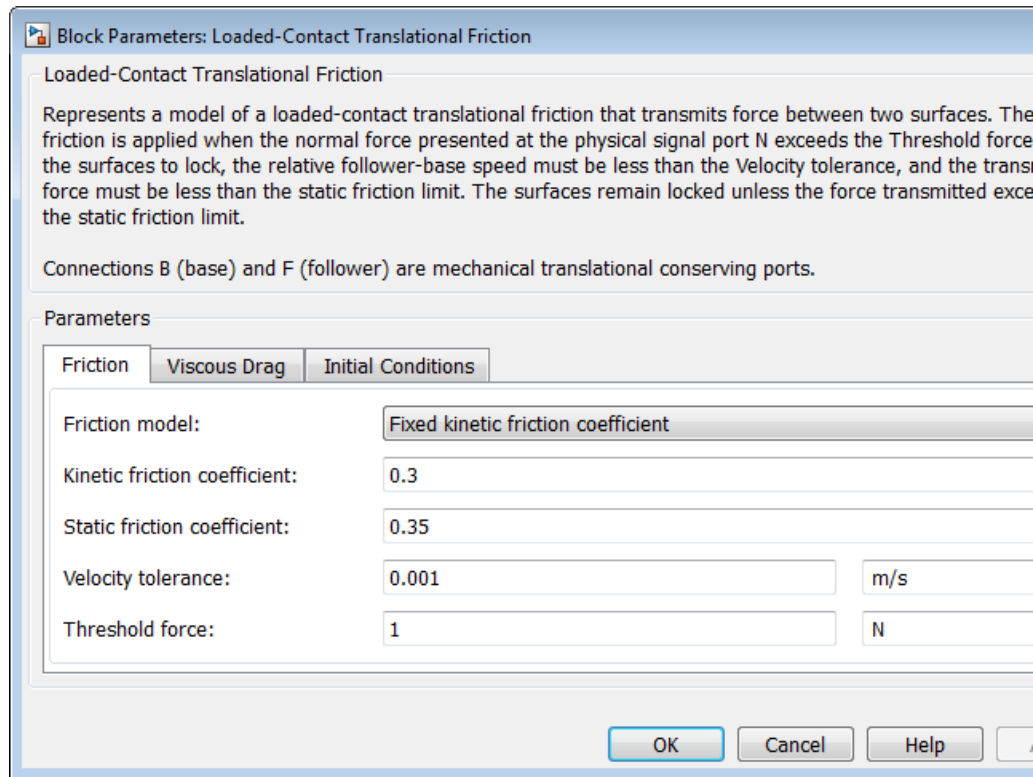 Block Parameters: Loaded-Contact Translational Friction
Loaded-Contact Translational Friction
Represents a model of a loaded-contact translational friction that transmits force between two surfaces. The
friction is applied when the normal force presented at the physical signal port N exceeds the Threshold force
the surfaces to lock, the relative follower-base speed must be less than the Velocity tolerance, and the
force must be less than the static friction limit. The surfaces remain locked unless the force transmitted
the static friction limit.
Connections B (base) and F (follower) are mechanical translational conserving ports.
Parameters
Friction Viscous Drag Initial Conditions
Friction model: Fixed kinetic friction coefficient
Kinetic friction coefficient: 0.3
Static friction coefficient: 0.35
Velocity tolerance: 0.001 m/s
Threshold force: 1 N
OK Cancel Help